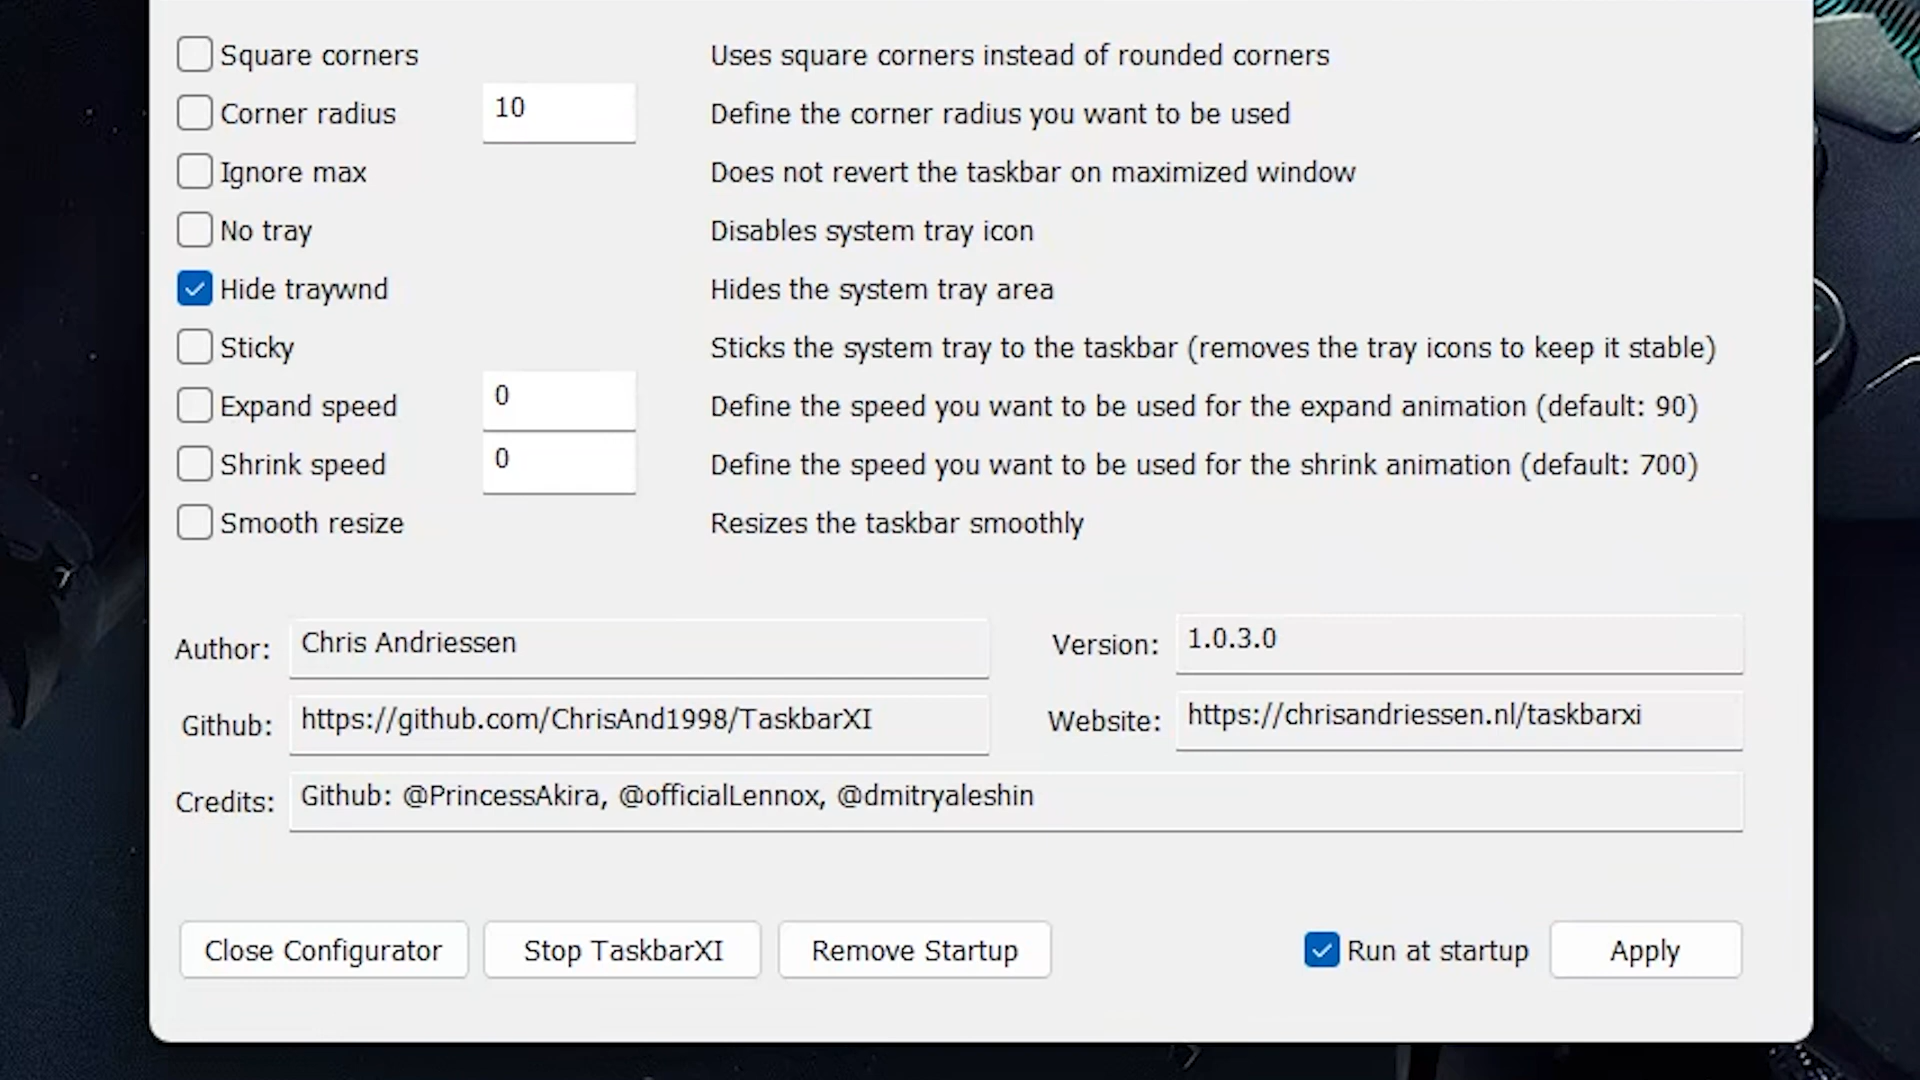 Square corners Uses square corners instead of rounded corners
Corner radius 10 Define the corner radius you want to be used
Ignore max Does not revert the taskbar on maximized window
No tray Disables system tray icon
Hide traywnd Hides the system tray area
Sticky Sticks the system tray to the taskbar (removes the tray icons to keep it stable)
Expand speed 0 Define the speed you want to be used for the expand animation (default: 90)
Shrink speed 0 Define the speed you want to be used for the shrink animation (default: 700)
Smooth resize Resizes the taskbar smoothly
Author: Chris Andriessen Version: 1.0.3.0
Github: https://github.com/ChrisAnd1998/TaskbarXI Website: https://chrisandriessen.nl/taskbarxi
Credits: Github: @PrincessAkira, @officialLennox, @dmitryaleshin
Close Configurator Stop TaskbarXI Remove Startup Run at startup Apply